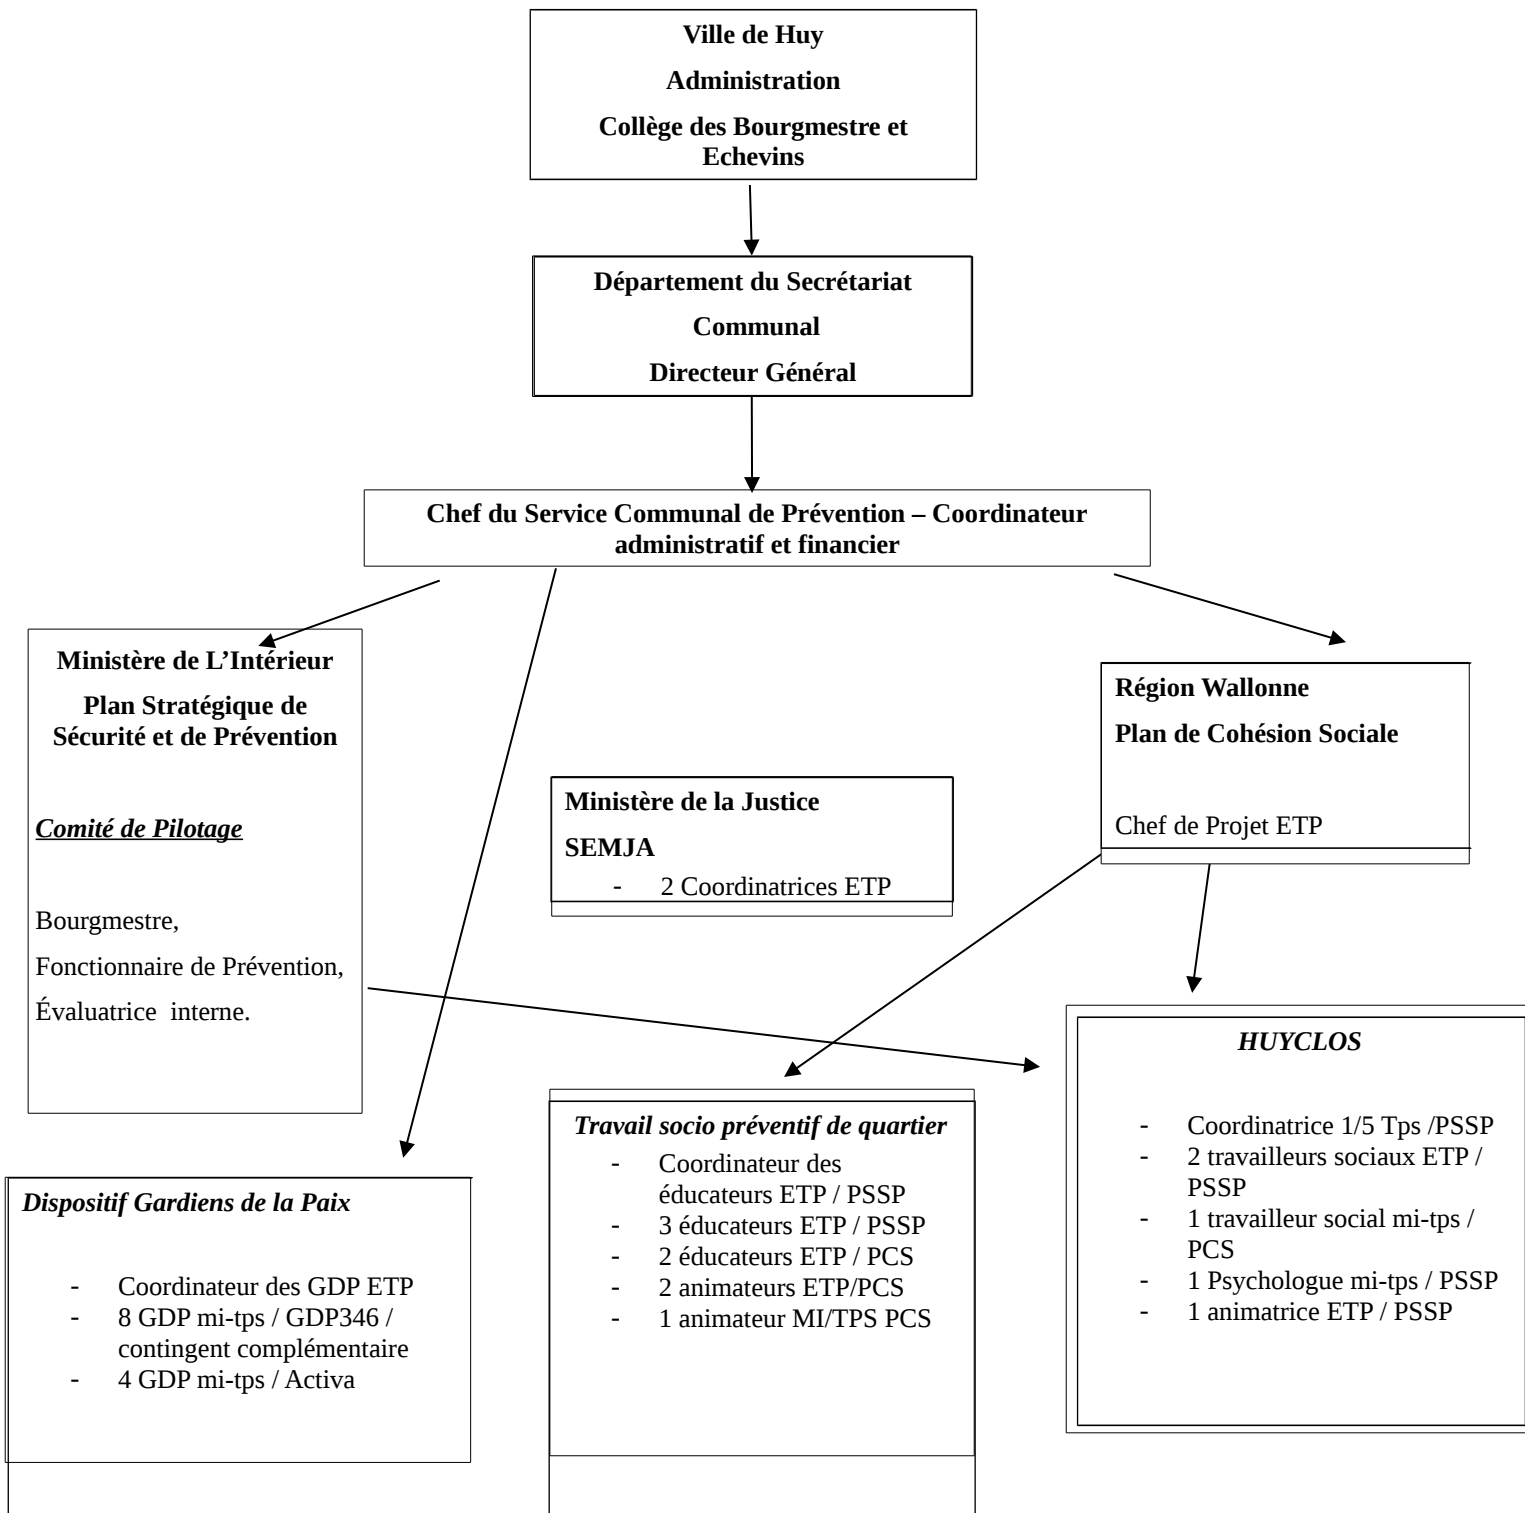 Ville de Huy
Administration
Collège des Bourgmestre et
Echevins
Département du Secrétariat
Communal
Directeur Général
Chef du Service Communal de Prévention – Coordinateur
administratif et financier
Ministère de L’Intérieur
Plan Stratégique de
Sécurité et de Prévention
Comité de Pilotage
Bourgmestre,
Fonctionnaire de Prévention,
Évaluatrice interne.
Ministère de la Justice
SEMJA
- 2 Coordinatrices ETP
Région Wallonne
Plan de Cohésion Sociale
Chef de Projet ETP
Dispositif Gardiens de la Paix
- Coordinateur des GDP ETP
- 8 GDP mi-tps / GDP346 /
contingent complémentaire
- 4 GDP mi-tps / Activa
Travail socio préventif de quartier
- Coordinateur des
éducateurs ETP / PSSP
- 3 éducateurs ETP / PSSP
- 2 éducateurs ETP / PCS
- 2 animateurs ETP/PCS
- 1 animateur MI/TPS PCS
HUYCLOS
- Coordinatrice 1/5 Tps /PSSP
- 2 travailleurs sociaux ETP /
PSSP
- 1 travailleur social mi-tps /
PCS
- 1 Psychologue mi-tps / PSSP
- 1 animatrice ETP / PSSP